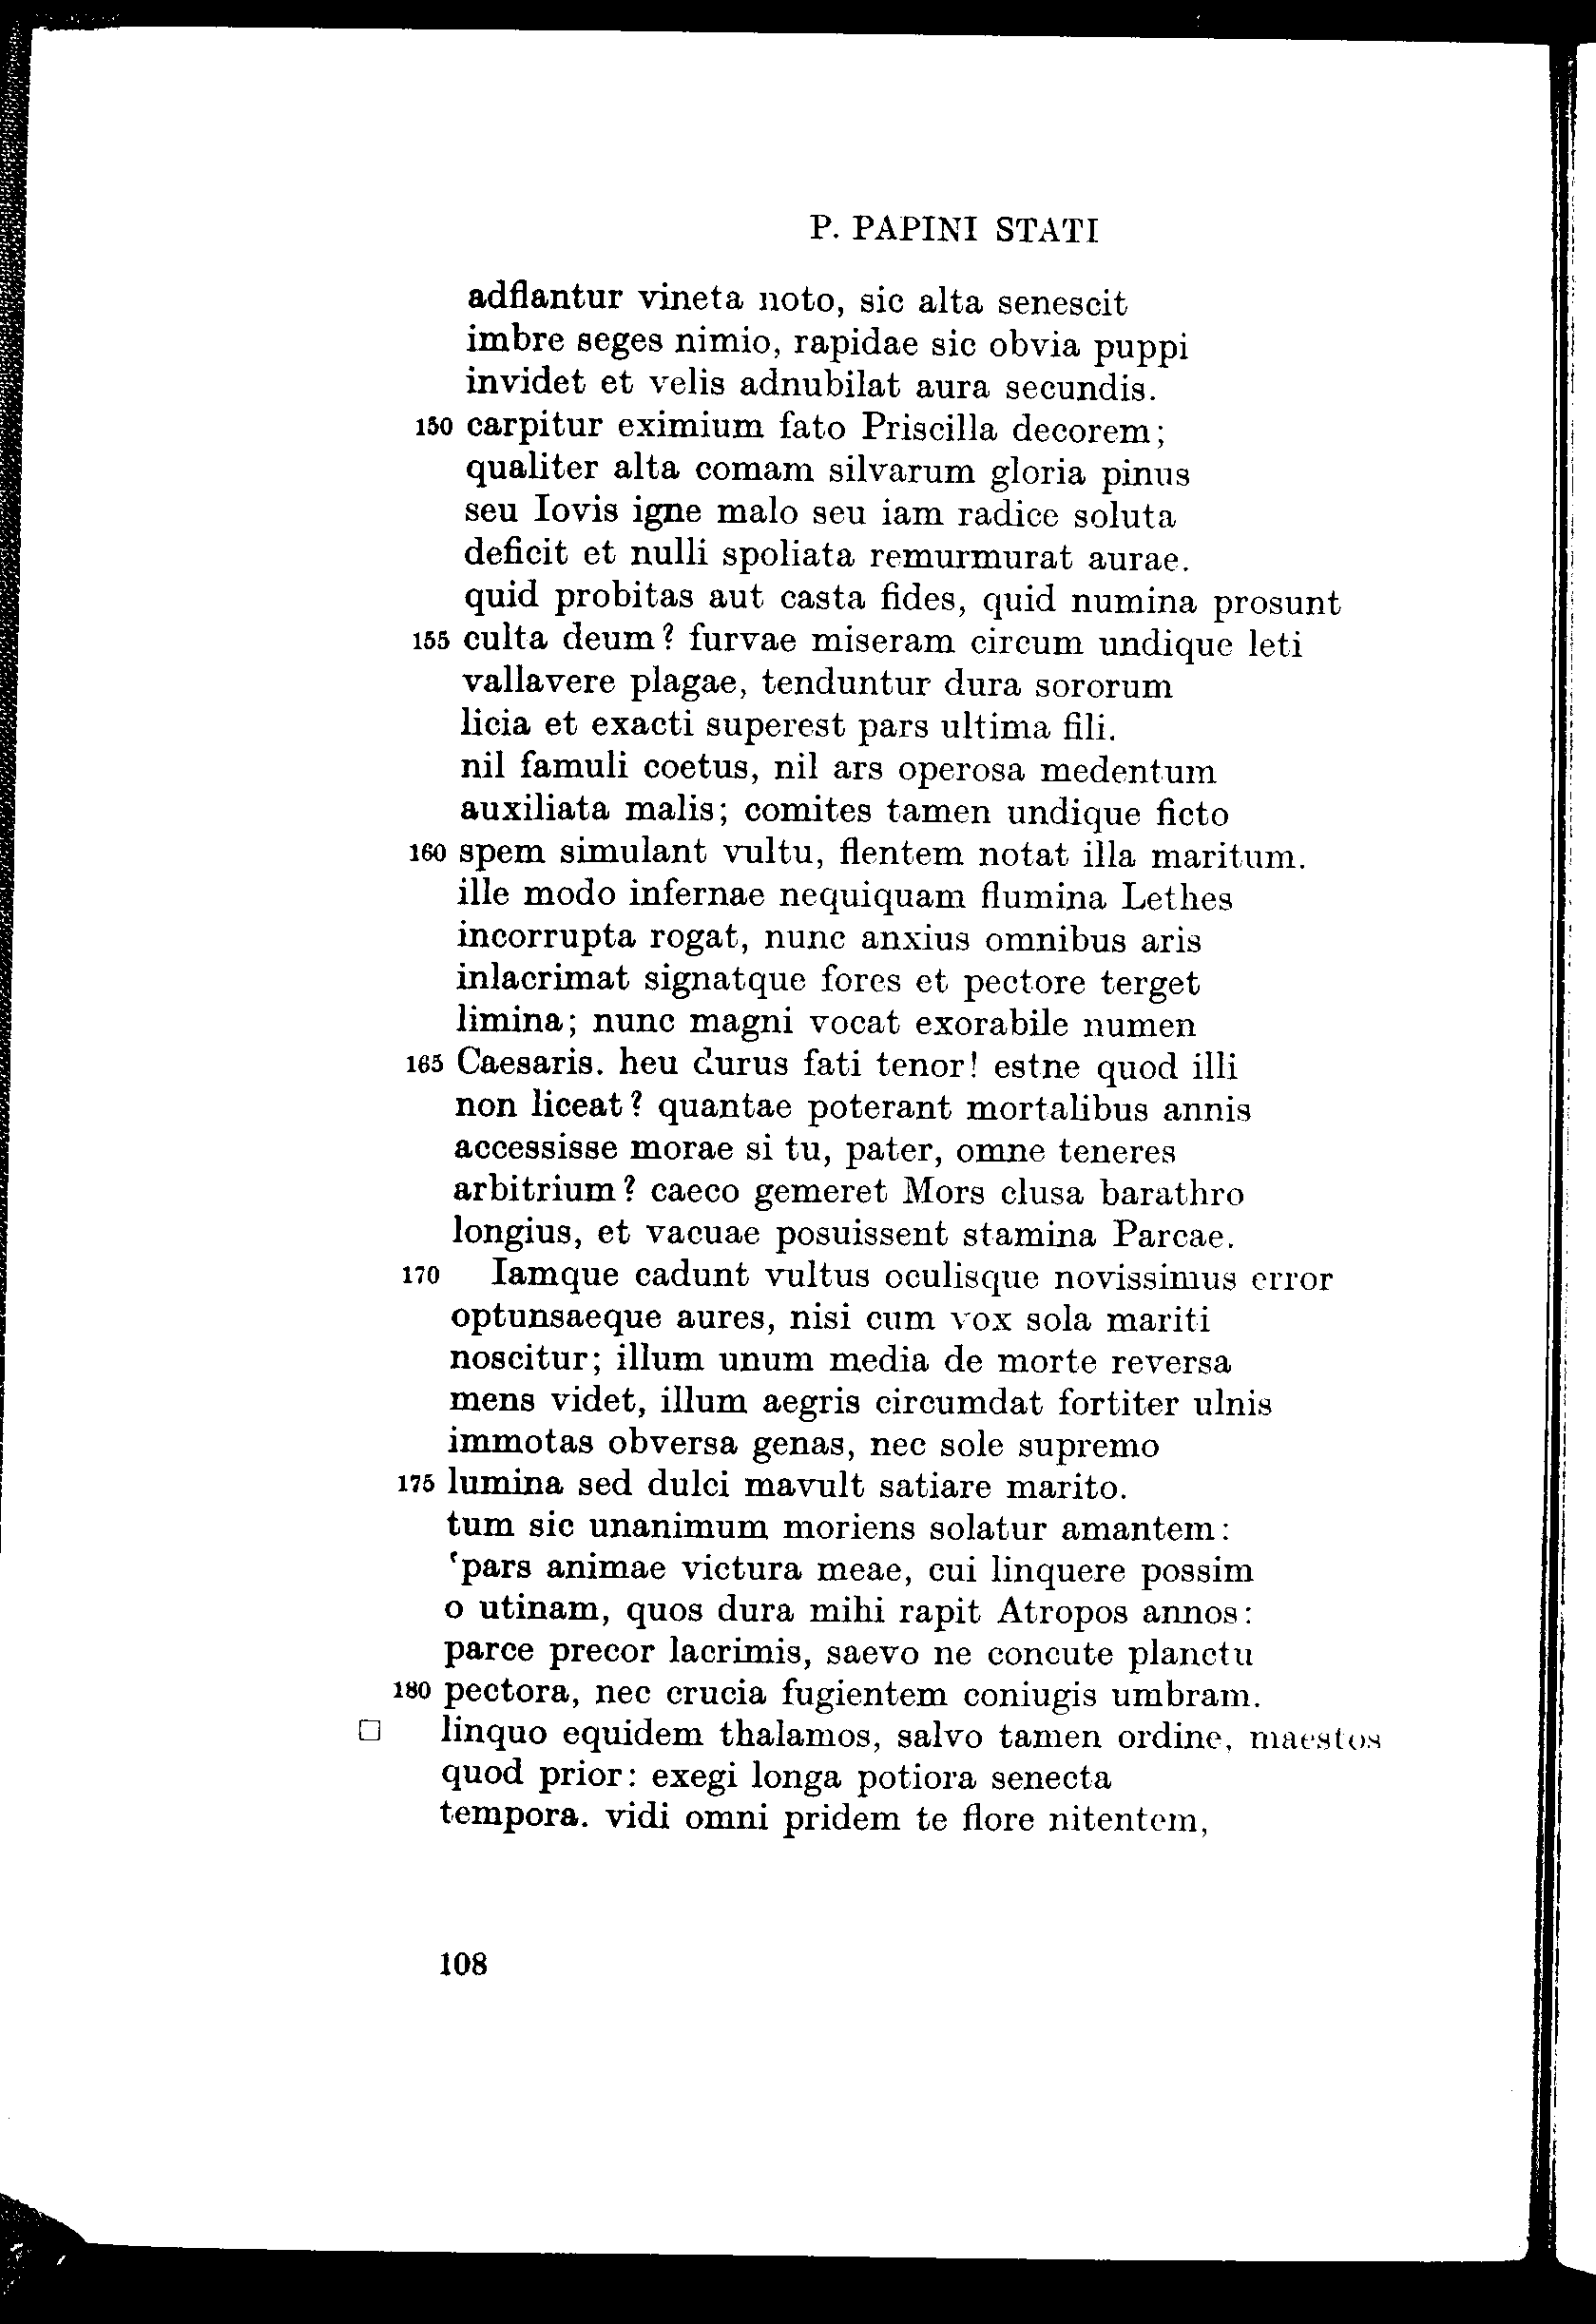 P. PAPINI STATI
adflantur vineta noto, sic alta senescit
imbre seges nimio, rapidae sic obvia puppi
invidet et velis adnubilat aura secundis.
150 carpitur eximium fato Priscilla decorem;
qualiter alta comam silvarum gloria pinus
seu Iovis igne malo seu iam radice soluta
deficit et nulli spoliata remurmurat aurae.
quid probitas aut casta fides, quid numina prosunt
155 culta deum? furvae miseram circum undique leti
vallavere plagae, tenduntur dura sororum
licia et exacti superest pars ultima fili.
nil famuli coetus, nil ars operosa medentum
auxiliata malis; comites tamen undique ficto
160 spem simulant vultu, flentem notat illa maritum.
ille modo infernae nequiquam flumina Lethes
incorrupta rogat, nunc anxius omnibus aris
inlacrimat signatque fores et pectore terget
limina; nunc magni vocat exorabile numen
165 Caesaris. heu durus fati tenor! estne quod illi
non liceat? quantae poterant mortalibus annis
accessisse morae si tu, pater, omne teneres
arbitrium? caeco gemeret Mors clusa barathro
longius, et vacuae posuissent stamina Parcae.
170 Iamque cadunt vultus oculisque novissimus error
optunsaeque aures, nisi cum vox sola mariti
noscitur; illum unum media de morte reversa
mens videt, illum aegris circumdat fortiter ulnis
immotas obversa genas, nec sole supremo
175 lumina sed dulci mavult satiare marito.
tum sic unanimum moriens solatur amantem:
‘pars animae victura meae, cui linquere possim
o utinam, quos dura mihi rapit Atropos annos:
parce precor lacrimis, saevo ne concute planctu
180 pectora, nec crucia fugientem coniugis umbram.
□ linquo equidem thalamos, salvo tamen ordine, maestos
quod prior: exegi longa potiora senecta
tempora. vidi omni pridem te flore nitentem,
108